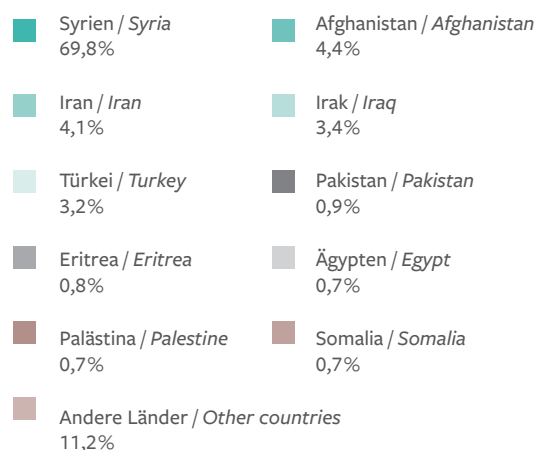 Syrien / Syria
69,8%
Afghanistan / Afghanistan
4,4%
Iran / Iran
4,1%
Irak / Iraq
3,4%
Türkei / Turkey
3,2%
Pakistan / Pakistan
0,9%
Eritrea / Eritrea
0,8%
Ägypten / Egypt
0,7%
Palästina / Palestine
0,7%
Somalia / Somalia
0,7%
Andere Länder / Other countries
11,2%